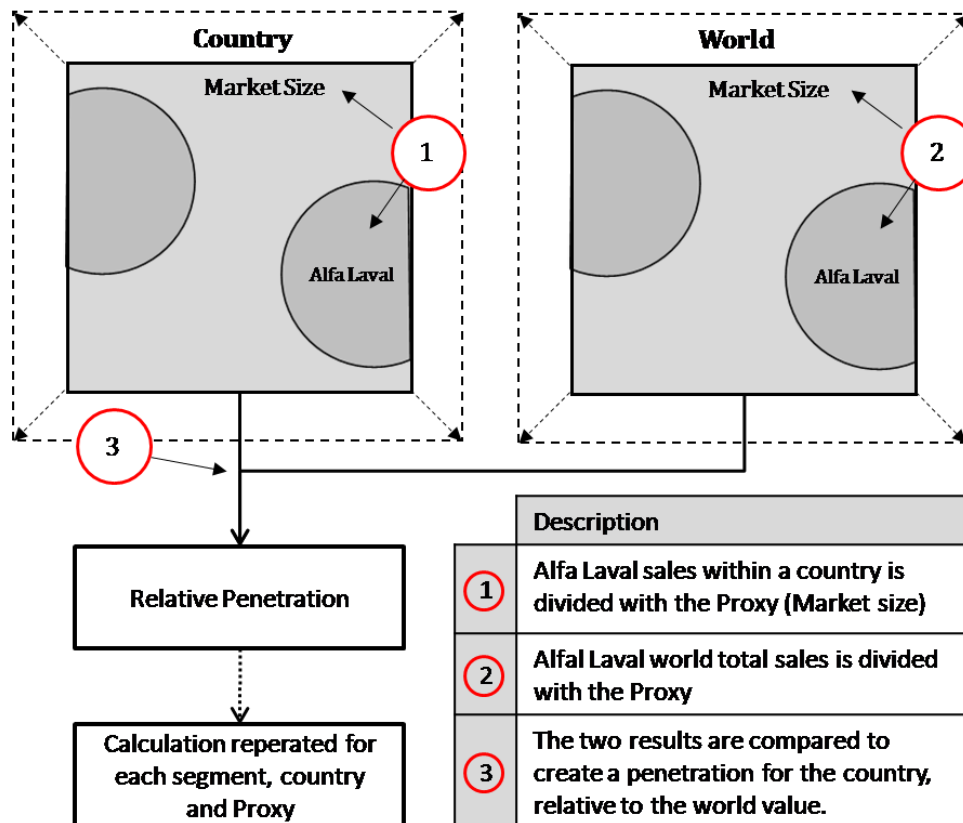 Country
World
Market Size
Market Size
1
2
Alfa Laval
Alfa Laval
3
Relative Penetration
Calculation reperated for
each segment, country
and Proxy
Description
1
Alfa Laval sales within a country is
divided with the Proxy (Market size)
2
Alfal Laval world total sales is divided
with the Proxy
3
The two results are compared to
create a penetration for the country,
relative to the world value.